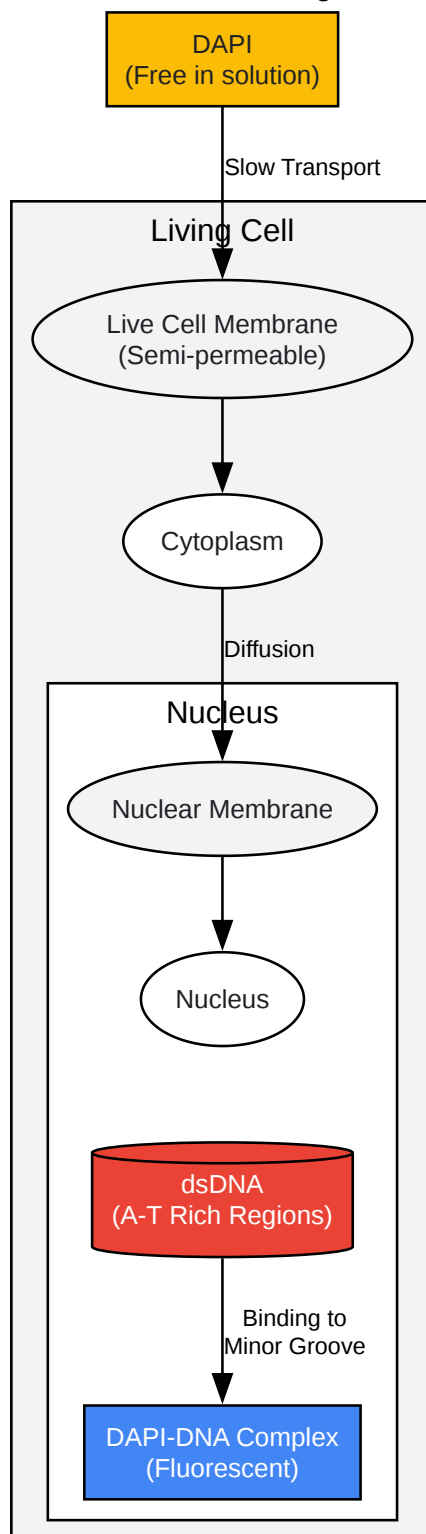 DAPI
(Free in solution)
Slow Transport
Living Cell
Live Cell Membrane
(Semi-permeable)
Cytoplasm
Diffusion
Nucleus
Nuclear Membrane
Nucleus
dsDNA
(A-T Rich Regions)
Binding to
Minor Groove
DAPI-DNA Complex
(Fluorescent)